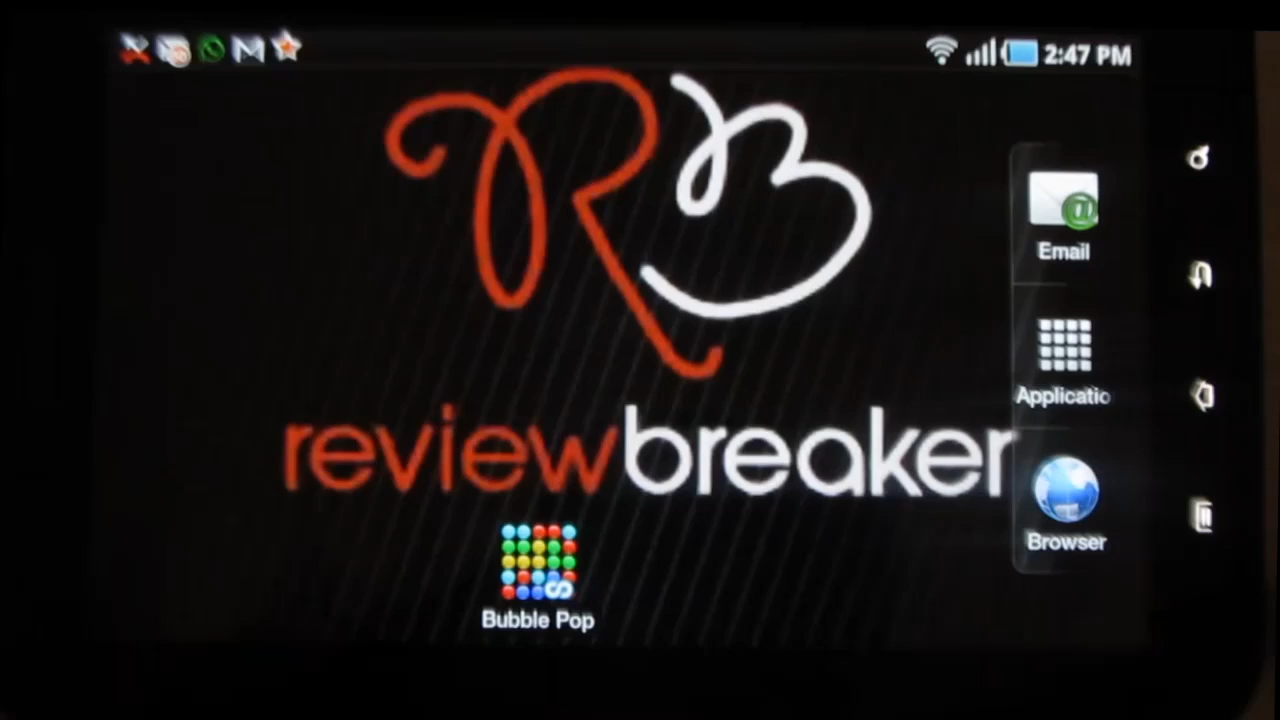 2:47 PM
RB
Email
Applicatio
reviewbreaker
Browser
Bubble Pop